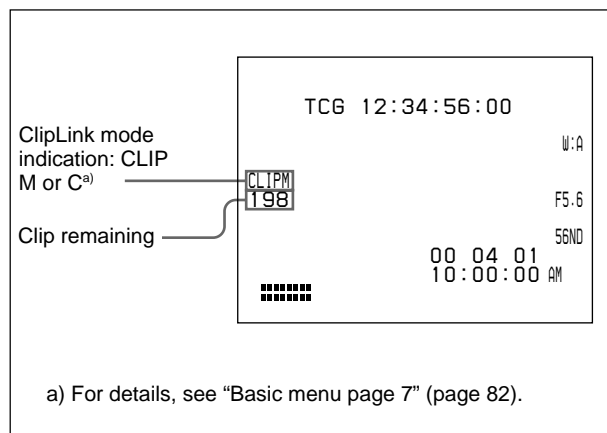 TCG 12:34:56:00
ClipLink mode
indication: CLIP
M or Ca)
W:A
CLIPM
198
F5.6
Clip remaining
56ND
00 04 01
10:00:00 AM
a) For details, see “Basic menu page 7” (page 82).